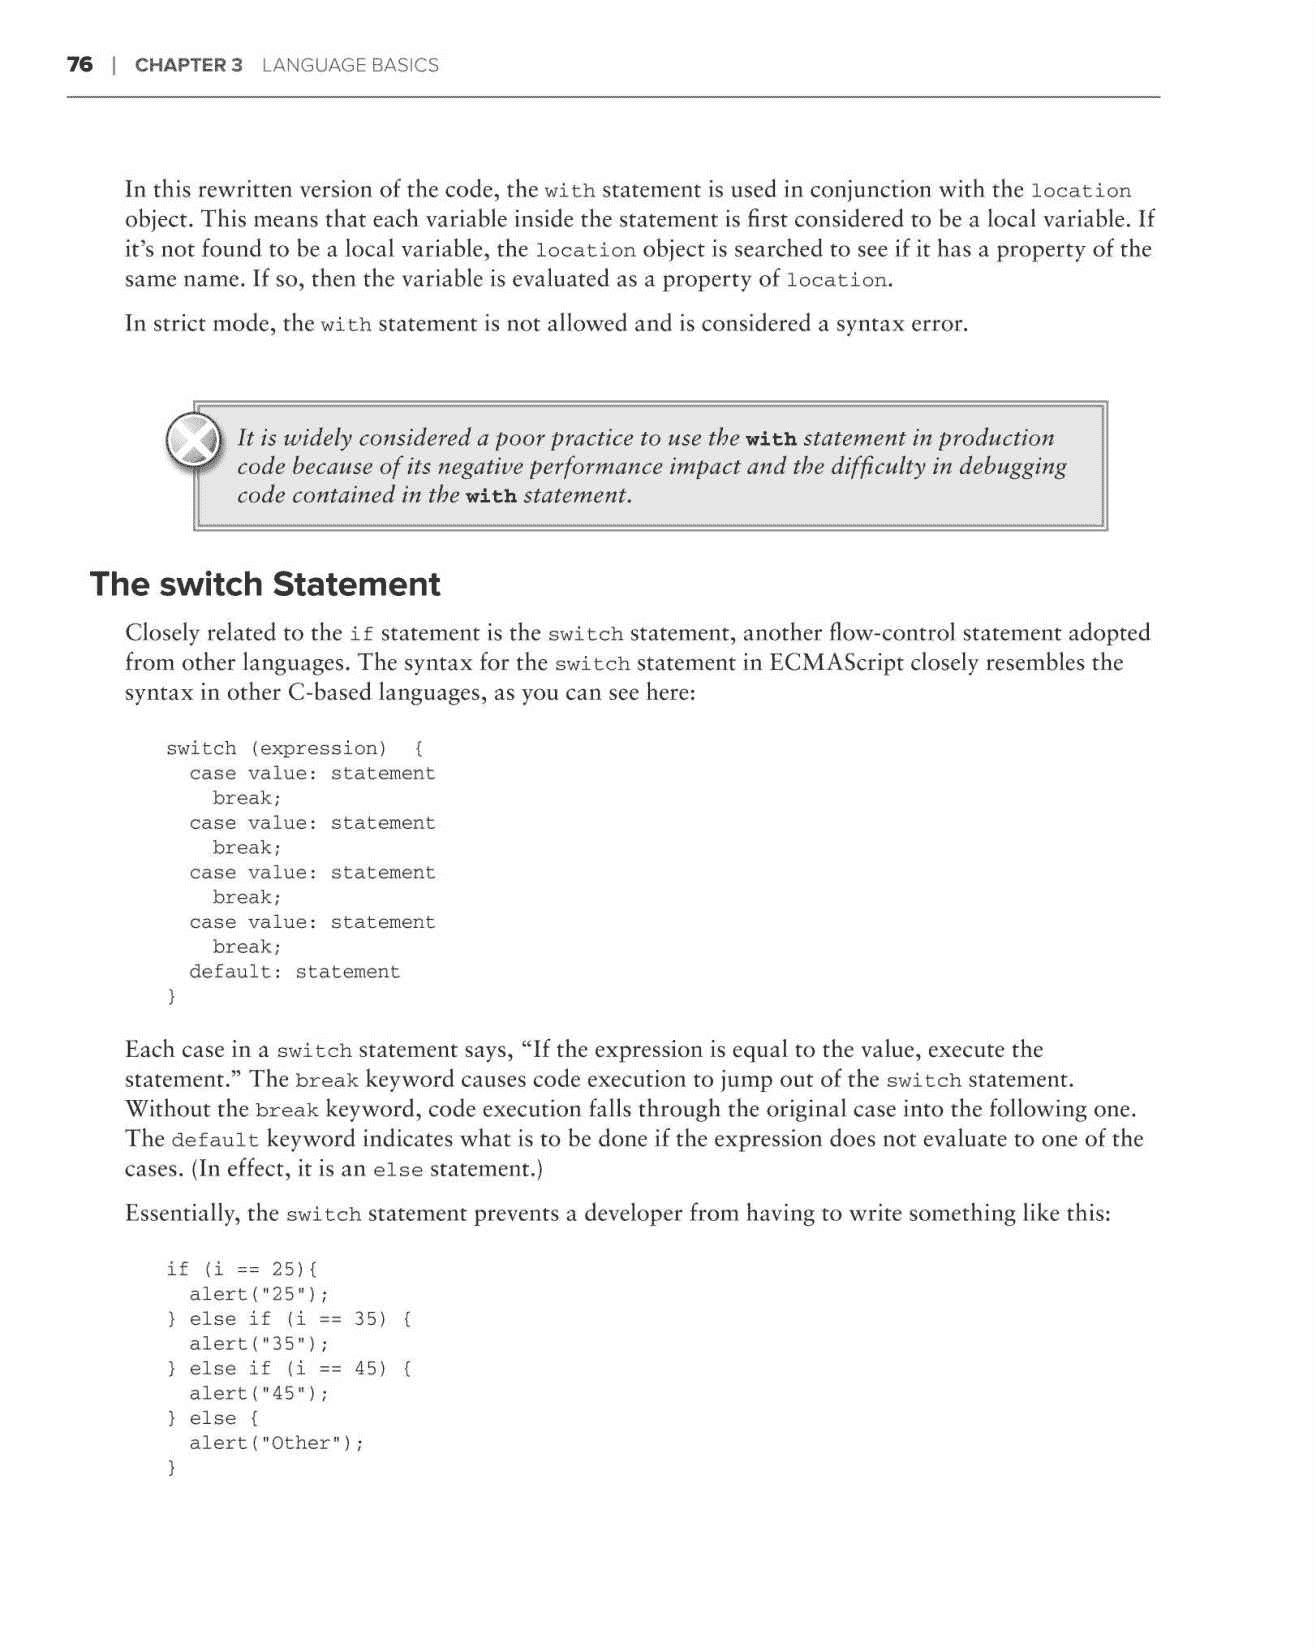 76 | CHAPTER 3 LANGUAGE BASICS
In this rewritten version of the code, the with statement is used in conjunction with the location
object. This means that each variable inside the statement is first considered to be a local variable. If
it’s not found to be a local variable, the location object is searched to see if it has a property of the
same name. If so, then the variable is evaluated as a property of location.
In strict mode, the with statement is not allowed and is considered a syntax error.
It is widely considered a poor practice to use the with statement in production
code because of its negative performance impact and the difficulty in debugging
code contained in the with statement.
The switch Statement
Closely related to the if statement is the switch statement, another flow-control statement adopted
from other languages. The syntax for the switch statement in ECMAScript closely resembles the
syntax in other C-based languages, as you can see here:
switch (expression) {
  case value: statement
    break;
  case value: statement
    break;
  case value: statement
    break;
  case value: statement
    break;
  default: statement
}
Each case in a switch statement says, “If the expression is equal to the value, execute the
statement.” The break keyword causes code execution to jump out of the switch statement.
Without the break keyword, code execution falls through the original case into the following one.
The default keyword indicates what is to be done if the expression does not evaluate to one of the
cases. (In effect, it is an else statement.)
Essentially, the switch statement prevents a developer from having to write something like this:
if (i == 25){
  alert("25");
} else if (i == 35) {
  alert("35");
} else if (i == 45) {
  alert("45");
} else {
  alert("Other");
}